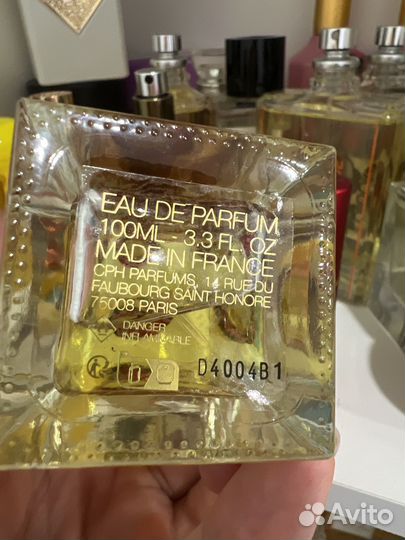 EAU DE PARFUM
100ML 3.3 FL. OZ
MADE IN FRANCE
CPH PARFUMS, 14 RUE DU
FAUBOURG SAINT HONORE
75008 PARIS
DANGER
INFLAMMABLE
D4004B1
Avito